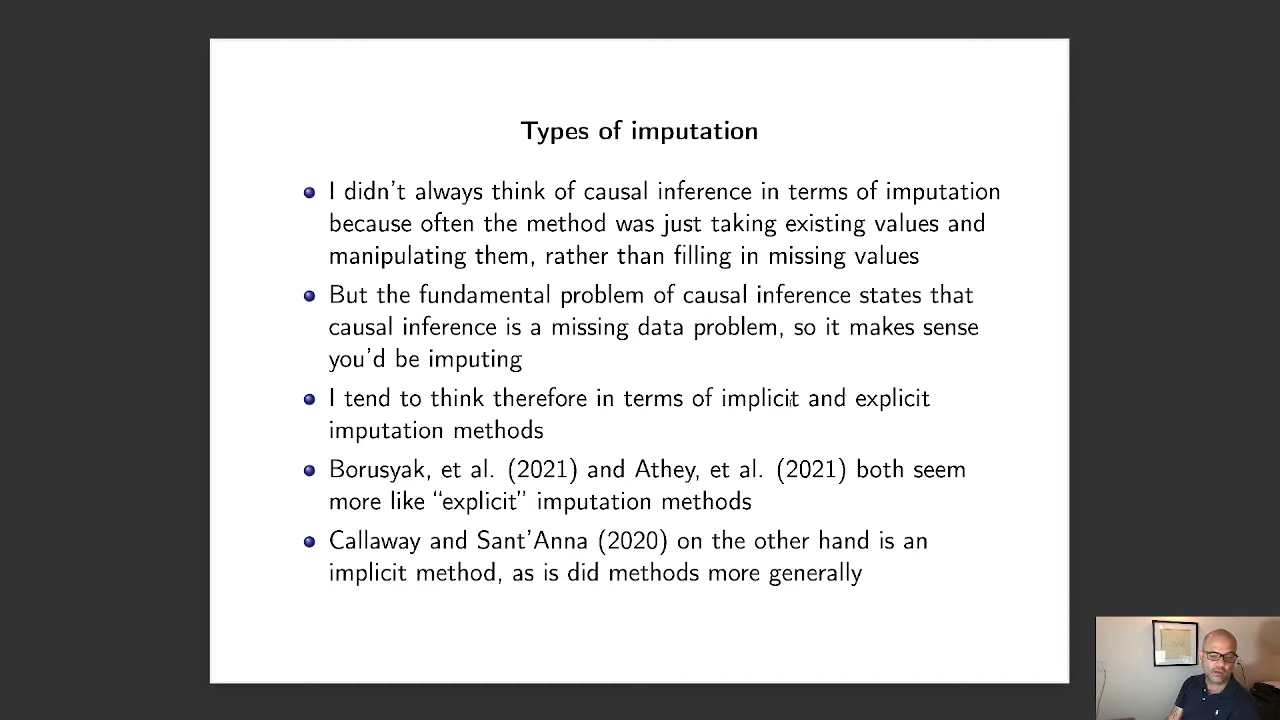 Types of imputation
I didn't always think of causal inference in terms of imputation
because often the method was just taking existing values and
manipulating them, rather than filling in missing values
But the fundamental problem of causal inference states that
causal inference is a missing data problem, so it makes sense
you'd be imputing
I tend to think therefore in terms of implicit and explicit
imputation methods
Borusyak, et al. (2021) and Athey, et al. (2021) both seem
more like “explicit” imputation methods
Callaway and Sant'Anna (2020) on the other hand is an
implicit method, as is did methods more generally